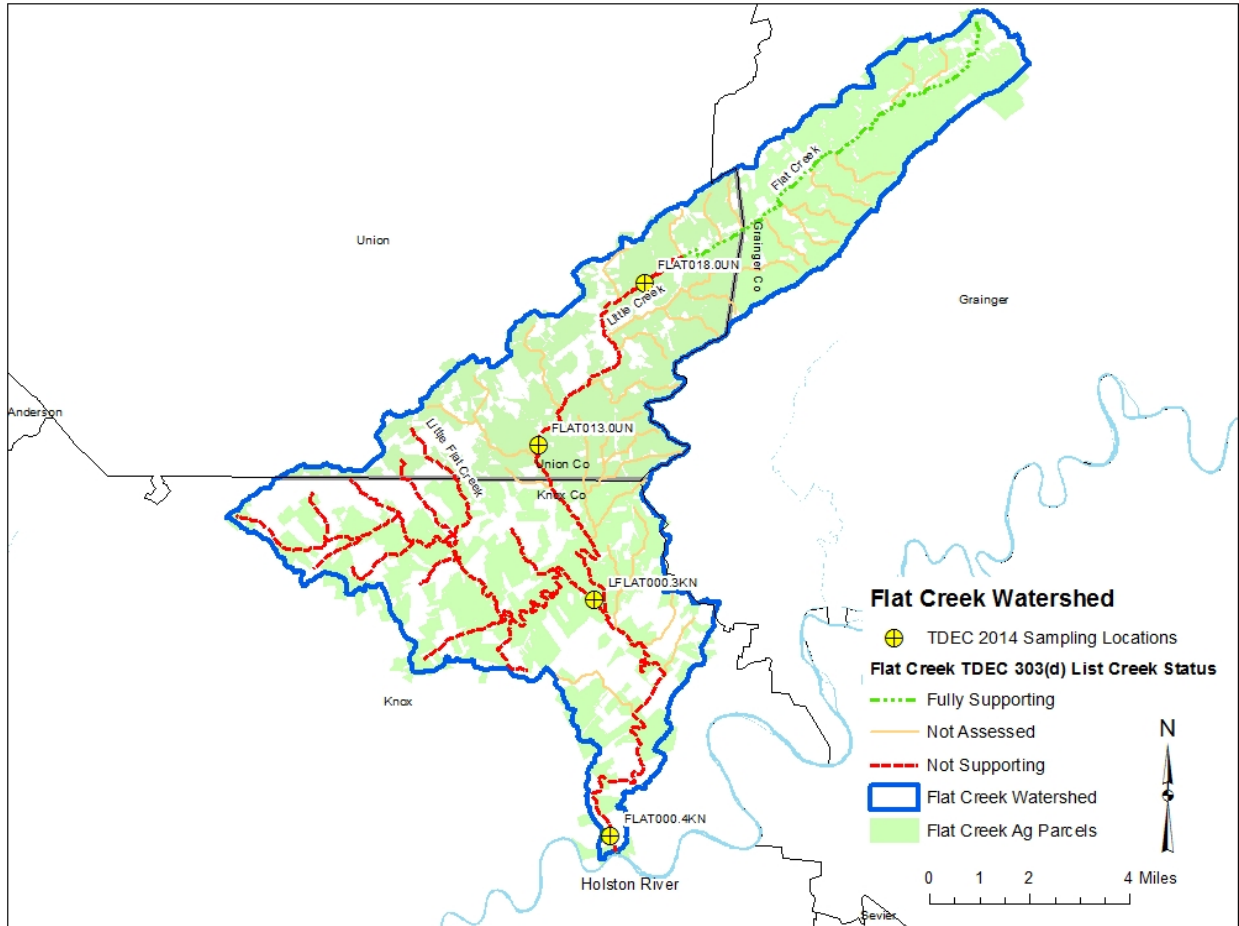 Flat Creek
Union
Grainger Co
FLAT018.0UN
Little Creek
Grainger
Anderson
FLAT013.0UN
Little Flat Creek
Union Co
Knox Co
LFLAT000.3KN
Knox
FLAT000.4KN
Holston River
Sevier
Flat Creek Watershed
TDEC 2014 Sampling Locations
Flat Creek TDEC 303(d) List Creek Status
Fully Supporting
Not Assessed
Not Supporting
Flat Creek Watershed
Flat Creek Ag Parcels
N
0 1 2 4 Miles